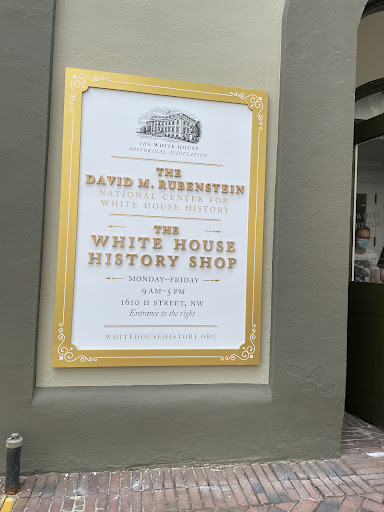 THE WHITE HOUSE
HISTORICAL ASSOCIATION
THE
DAVID M. RUBENSTEIN
NATIONAL CENTER FOR
WHITE HOUSE HISTORY
THE
WHITE HOUSE
HISTORY SHOP
MONDAY–FRIDAY
9 AM–5 PM
1610 H STREET, NW
Entrance to the right
WHITEHOUSEHISTORY.ORG